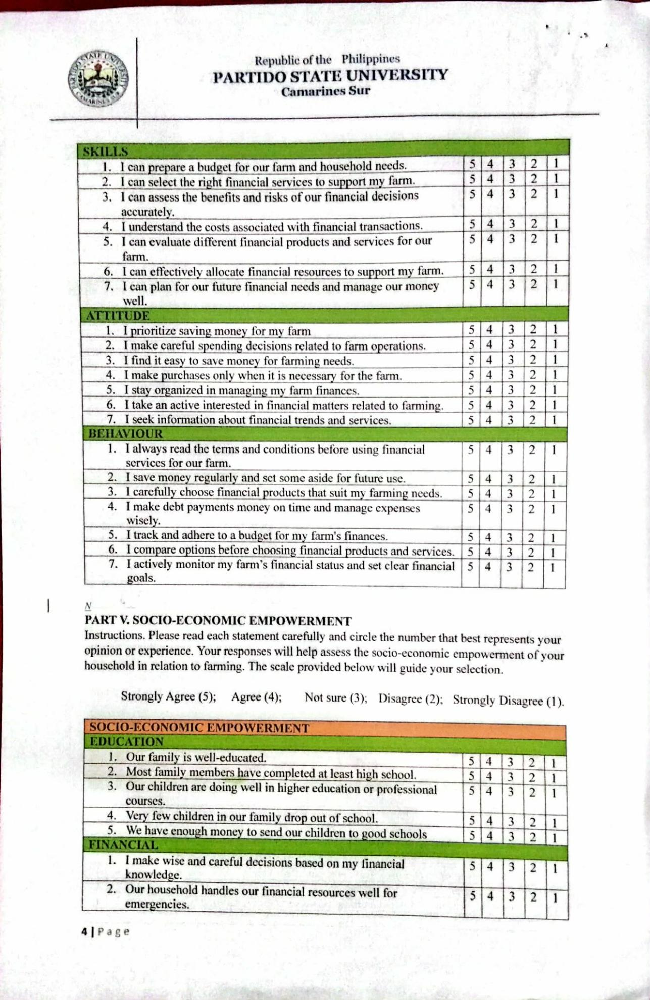 PARTIDO STATE UNIVERSITY
CAMARINES SUR
Republic of the Philippines
PARTIDO STATE UNIVERSITY
Camarines Sur
SKILLS
1. I can prepare a budget for our farm and household needs. 5 4 3 2 1
2. I can select the right financial services to support my farm. 5 4 3 2 1
3. I can assess the benefits and risks of our financial decisions 5 4 3 2 1
accurately.
4. I understand the costs associated with financial transactions. 5 4 3 2 1
5. I can evaluate different financial products and services for our 5 4 3 2 1
farm.
6. I can effectively allocate financial resources to support my farm. 5 4 3 2 1
7. I can plan for our future financial needs and manage our money 5 4 3 2 1
well.
ATTITUDE
1. I prioritize saving money for my farm 5 4 3 2 1
2. I make careful spending decisions related to farm operations. 5 4 3 2 1
3. I find it easy to save money for farming needs. 5 4 3 2 1
4. I make purchases only when it is necessary for the farm. 5 4 3 2 1
5. I stay organized in managing my farm finances. 5 4 3 2 1
6. I take an active interested in financial matters related to farming. 5 4 3 2 1
7. I seek information about financial trends and services. 5 4 3 2 1
BEHAVIOUR
1. I always read the terms and conditions before using financial 5 4 3 2 1
services for our farm.
2. I save money regularly and set some aside for future use. 5 4 3 2 1
3. I carefully choose financial products that suit my farming needs. 5 4 3 2 1
4. I make debt payments money on time and manage expenses 5 4 3 2 1
wisely.
5. I track and adhere to a budget for my farm's finances. 5 4 3 2 1
6. I compare options before choosing financial products and services. 5 4 3 2 1
7. I actively monitor my farm's financial status and set clear financial 5 4 3 2 1
goals.
N
PART V. SOCIO-ECONOMIC EMPOWERMENT
Instructions. Please read each statement carefully and circle the number that best represents your
opinion or experience. Your responses will help assess the socio-economic empowerment of your
household in relation to farming. The scale provided below will guide your selection.
Strongly Agree (5); Agree (4); Not sure (3); Disagree (2); Strongly Disagree (1).
SOCIO-ECONOMIC EMPOWERMENT
EDUCATION
1. Our family is well-educated. 5 4 3 2 1
2. Most family members have completed at least high school. 5 4 3 2 1
3. Our children are doing well in higher education or professional 5 4 3 2 1
courses.
4. Very few children in our family drop out of school. 5 4 3 2 1
5. We have enough money to send our children to good schools 5 4 3 2 1
FINANCIAL
1. I make wise and careful decisions based on my financial 5 4 3 2 1
knowledge.
2. Our household handles our financial resources well for 5 4 3 2 1
emergencies.
4 | Page